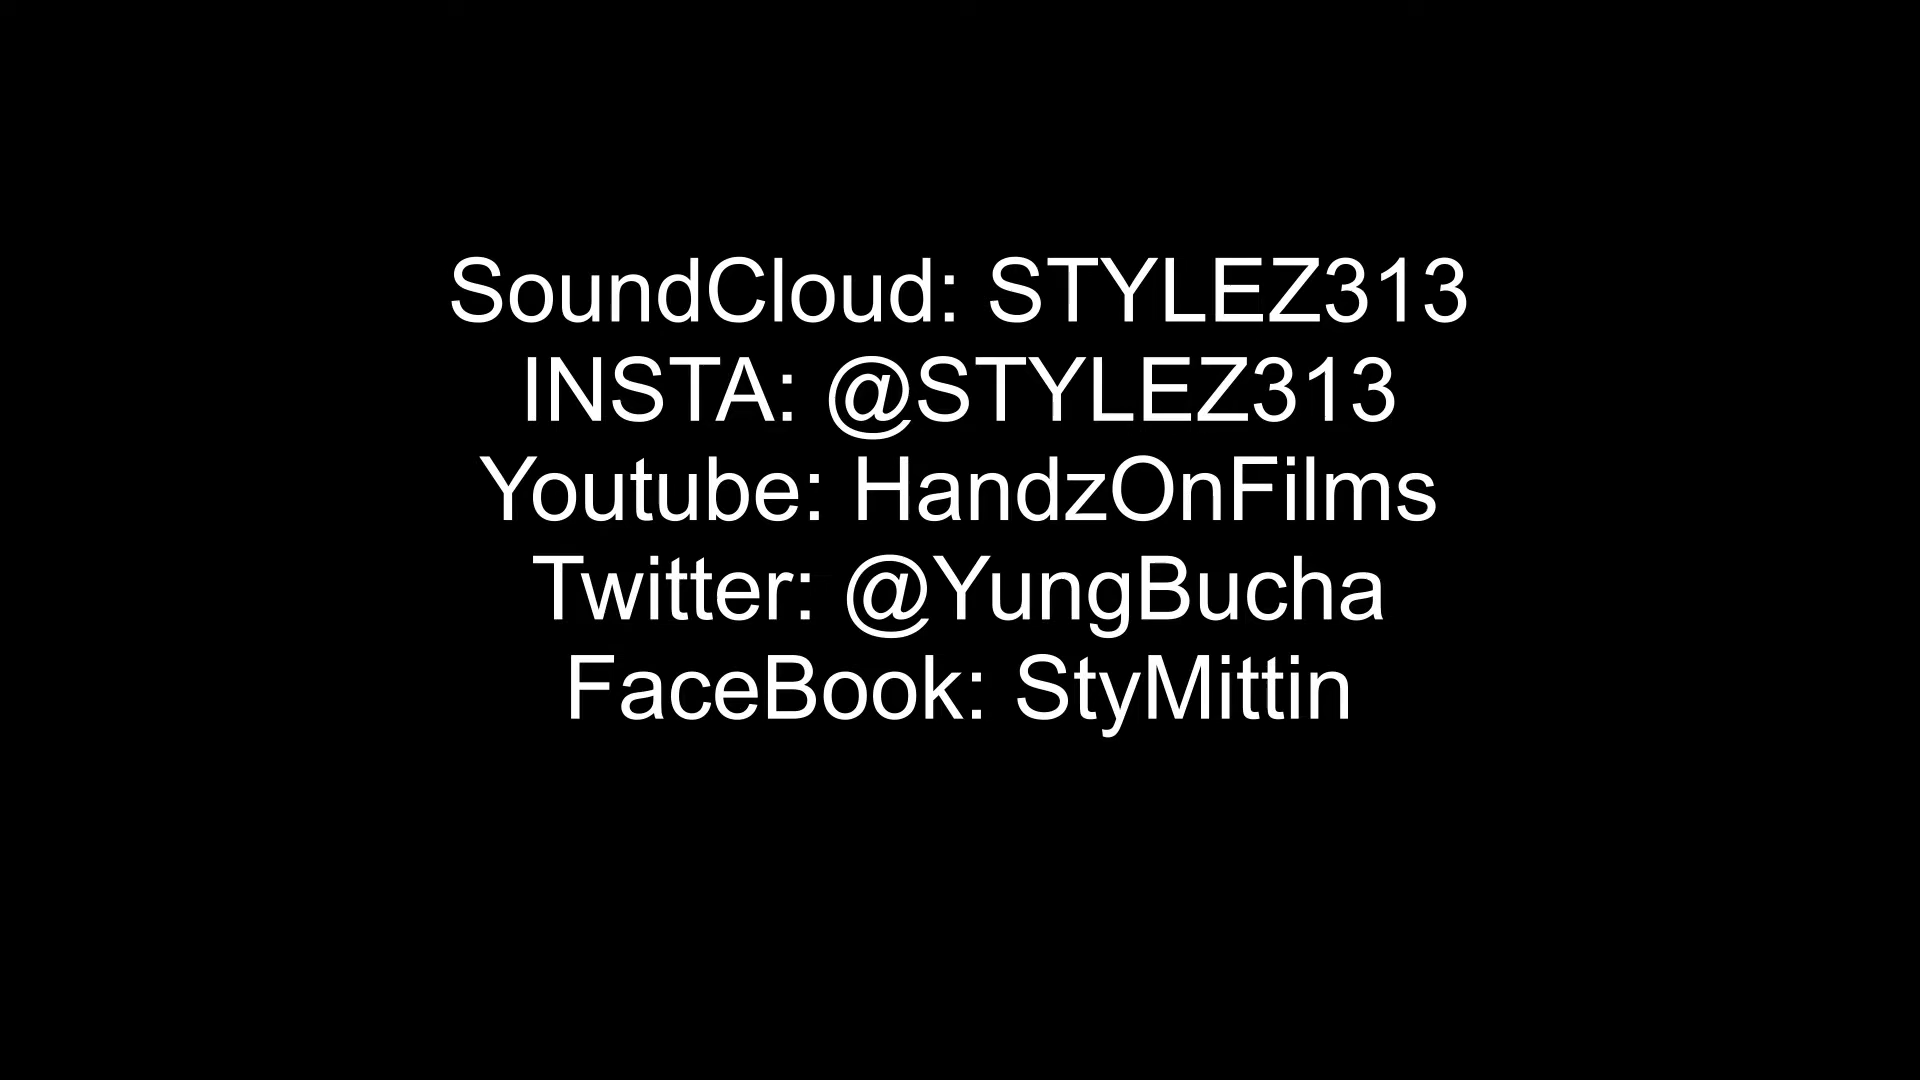 SoundCloud: STYLEZ313
INSTA: @STYLEZ313
Youtube: HandzOnFilms
Twitter: @YungBucha
FaceBook: StyMittin